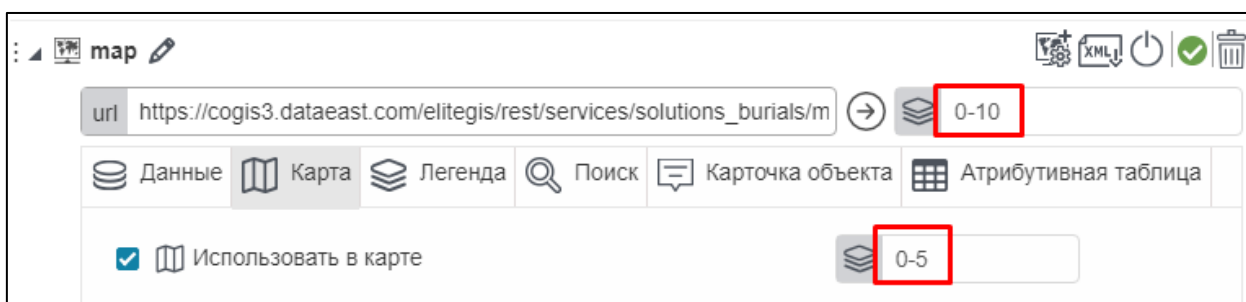 map XML
url https://cogis3.dataeast.com/elitegis/rest/services/solutions_burials/m 0-10
Данные Карта Легенда Поиск Карточка объекта Атрибутивная таблица
Использовать в карте 0-5